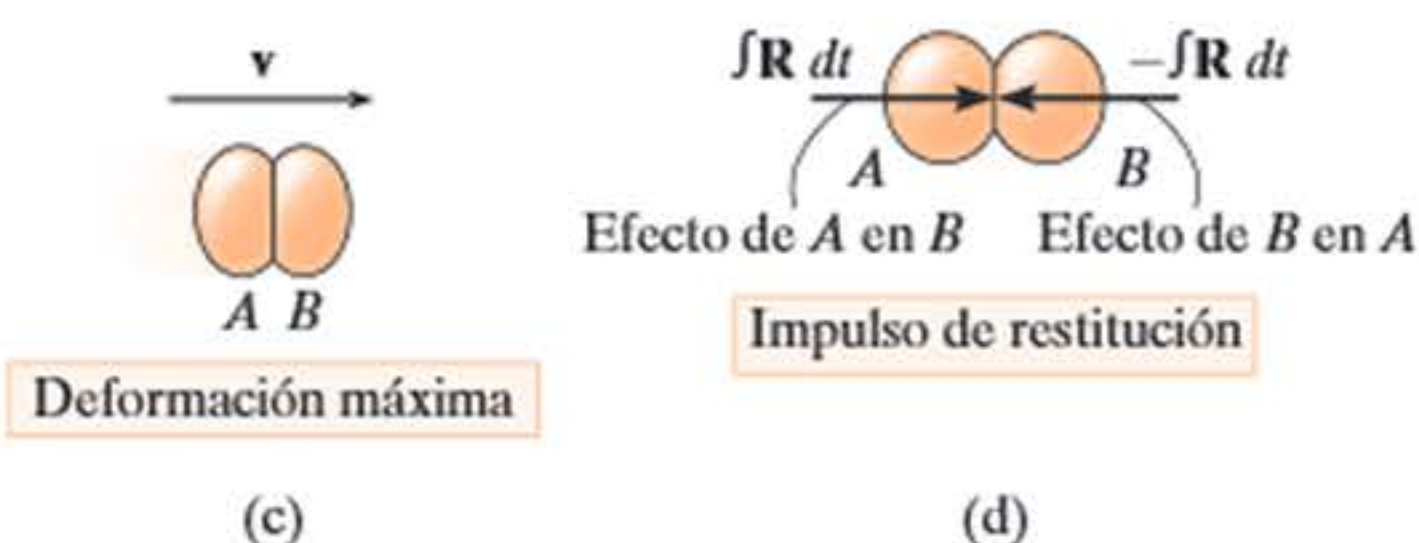 v
A B
Deformación máxima
(c)
∫R dt
−∫R dt
A
B
Efecto de A en B
Efecto de B en A
Impulso de restitución
(d)